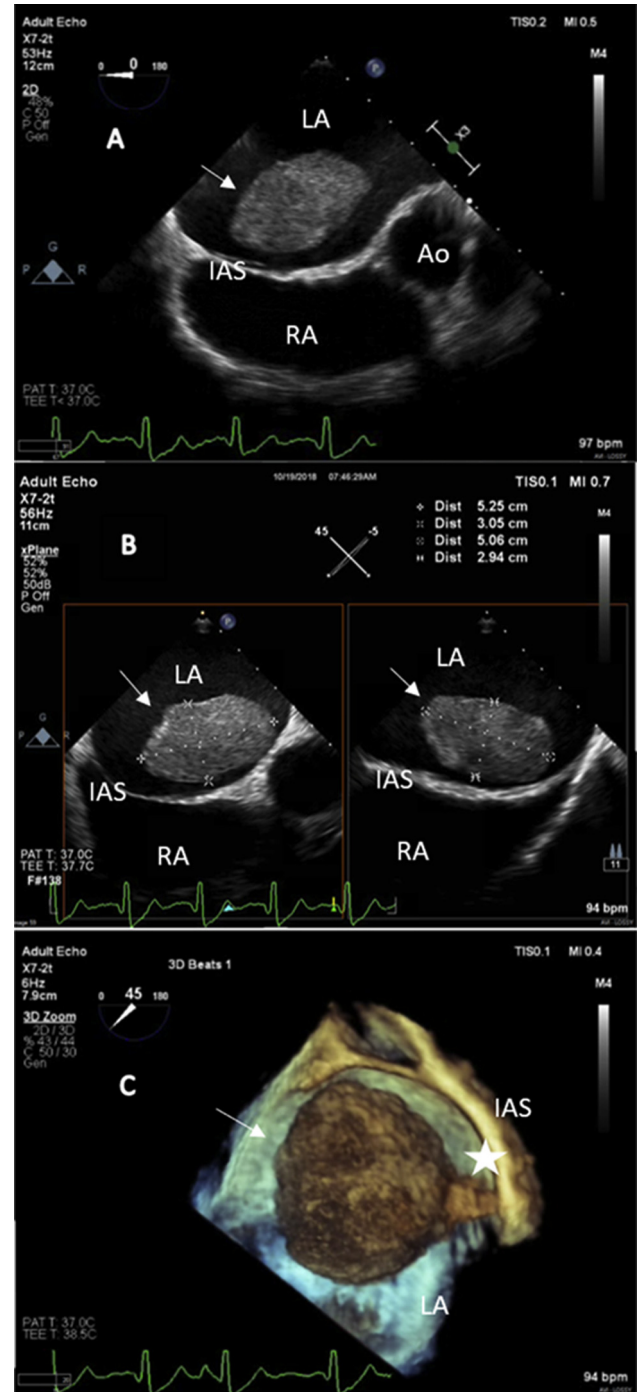 Adult Echo
TIS0.2 MI 0.5
X7-2t
53Hz
12cm
0 0 180
M4
2D
48%
C 50
P Off
Gen
P
LA
A
x3
Ao
G
P R
IAS
RA
PAT T: 37.0C
TEE T< 37.0C
97 bpm
Adult Echo
10/19/2018 07:46:29AM
TIS0.1 MI 0.7
X7-2t
56Hz
11cm
Dist 5.25 cm
Dist 3.05 cm
Dist 5.06 cm
Dist 2.94 cm
M4
B
45 -5
xPlane
52%
52%
50dB
P Off
Gen
P
LA
LA
G
P R
IAS
IAS
RA
RA
PAT T: 37.0C
TEE T: 37.7C
F#138
11
94 bpm
Adult Echo
TIS0.1 MI 0.4
X7-2t
3D Beats 1
6Hz
7.9cm
0 45 180
M4
3D Zoom
2D / 3D
% 43 / 44
C 50 / 30
Gen
C
IAS
LA
PAT T: 37.0C
TEE T: 38.5C
94 bpm